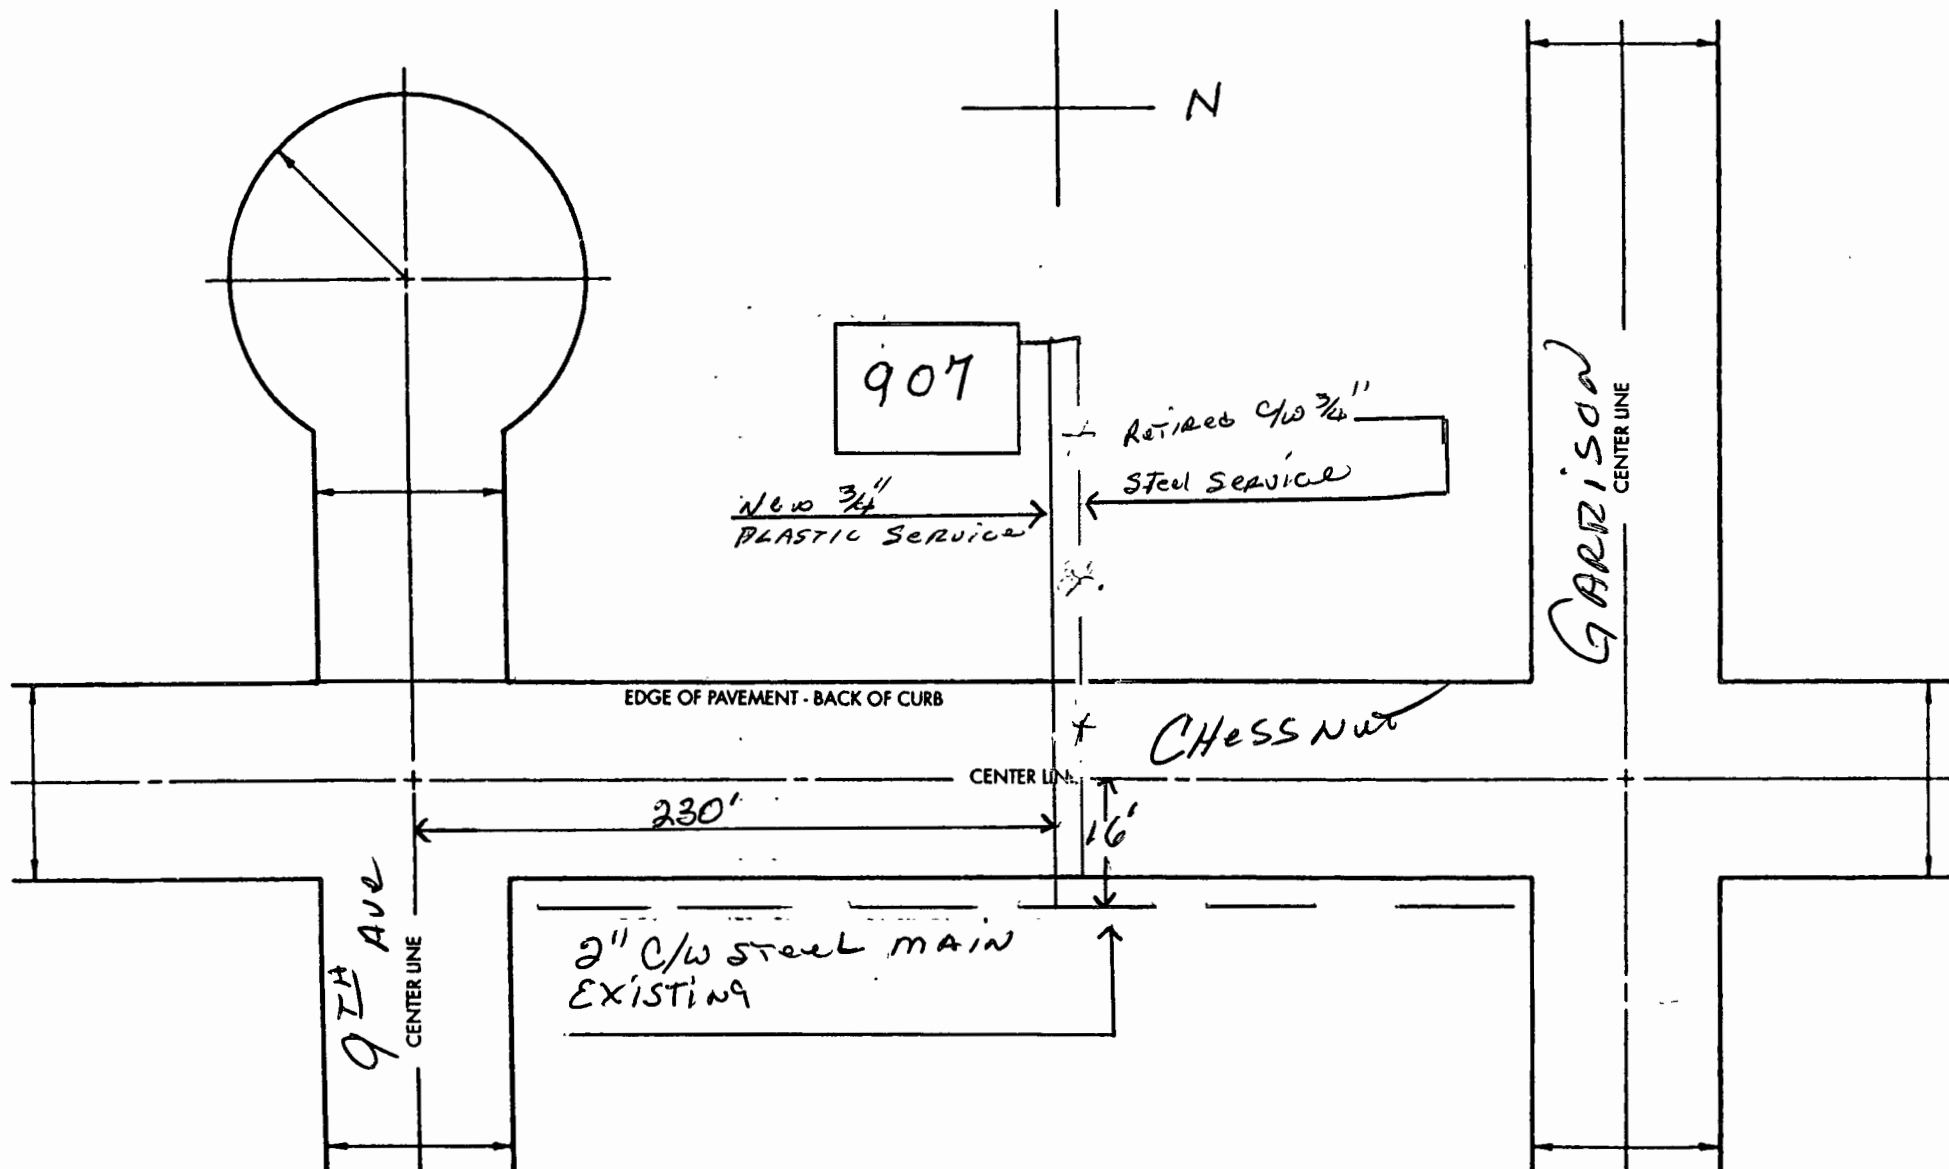 N
907
Retired C/W 3/4"
Steel Service
New 3/4"
PLASTIC Service
GARRISON
CENTER LINE
EDGE OF PAVEMENT - BACK OF CURB
CHESSNUT
CENTER LINE
230'
16'
9TH AVE
CENTER LINE
2" C/W STEEL MAIN
EXISTING